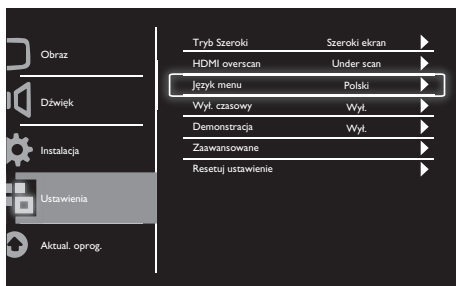 Obraz
Dźwięk
Instalacja
Ustawienia
Aktual. oprog.
Tryb Szeroki Szeroki ekran
HDMI overscan Under scan
Język menu Polski
Wył. czasowy Wył.
Demonstracja Wył.
Zaawansowane
Resetuj ustawienie